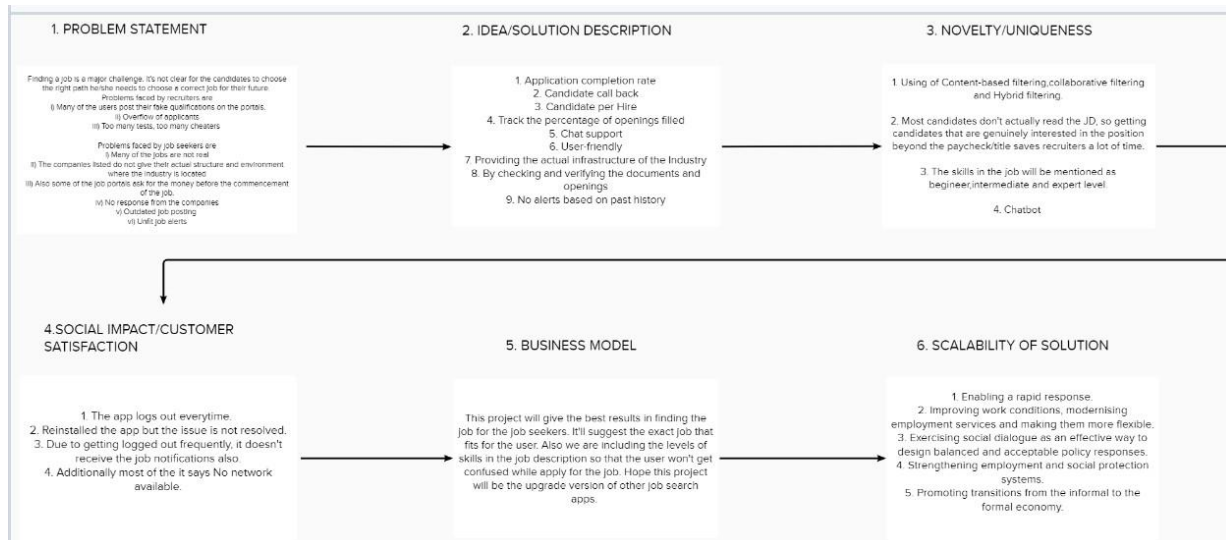 1. PROBLEM STATEMENT
Finding a job is a major challenge. It's not clear for the candidates to choose
the right path he/she needs to choose a correct job for their future
Problems faced by recruiters are
i) Many of the users post their fake qualifications on the portals.
ii) Overflow of applicants
iii) Too many tests, too many cheaters
Problems faced by job seekers are
i) Many of the jobs are not real
ii) The companies listed do not give their actual structure and environment
where the industry is located
iii) Also some of the job portals ask for the money before the commencement
of the job.
iv) No response from the companies
v) Outdated job posting
vi) Unfit job alerts
2. IDEA/SOLUTION DESCRIPTION
1. Application completion rate
2. Candidate call back
3. Candidate per Hire
4. Track the percentage of openings filled
5. Chat support
6. User-friendly
7. Providing the actual infrastructure of the Industry
8. By checking and verifying the documents and
openings
9. No alerts based on past history
3. NOVELTY/UNIQUENESS
1. Using of Content-based filtering,collaborative filtering
and Hybrid filtering.
2. Most candidates don't actually read the JD, so getting
candidates that are genuinely interested in the position
beyond the paycheck/title saves recruiters a lot of time.
3. The skills in the job will be mentioned as
begineer,intermediate and expert level.
4. Chatbot
4.SOCIAL IMPACT/CUSTOMER
SATISFACTION
1. The app logs out everytime.
2. Reinstalled the app but the issue is not resolved.
3. Due to getting logged out frequently, it doesn't
receive the job notifications also.
4. Additionally most of the it says No network
available.
5. BUSINESS MODEL
This project will give the best results in finding the
job for the job seekers. It'll suggest the exact job that
fits for the user. Also we are including the levels of
skills in the job description so that the user won't get
confused while apply for the job. Hope this project
will be the upgrade version of other job search
apps.
6. SCALABILITY OF SOLUTION
1. Enabling a rapid response.
2. Improving work conditions, modernising
employment services and making them more flexible.
3. Exercising social dialogue as an effective way to
design balanced and acceptable policy responses.
4. Strengthening employment and social protection
systems.
5. Promoting transitions from the informal to the
formal economy.